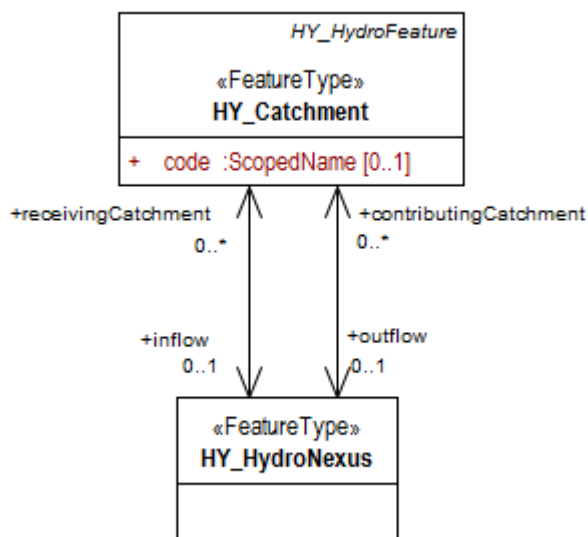 HY_HydroFeature
«FeatureType»
HY_Catchment
+ code :ScopedName [0..1]
+receivingCatchment
+contributingCatchment
0..*
0..*
+inflow
+outflow
0..1
0..1
«FeatureType»
HY_HydroNexus